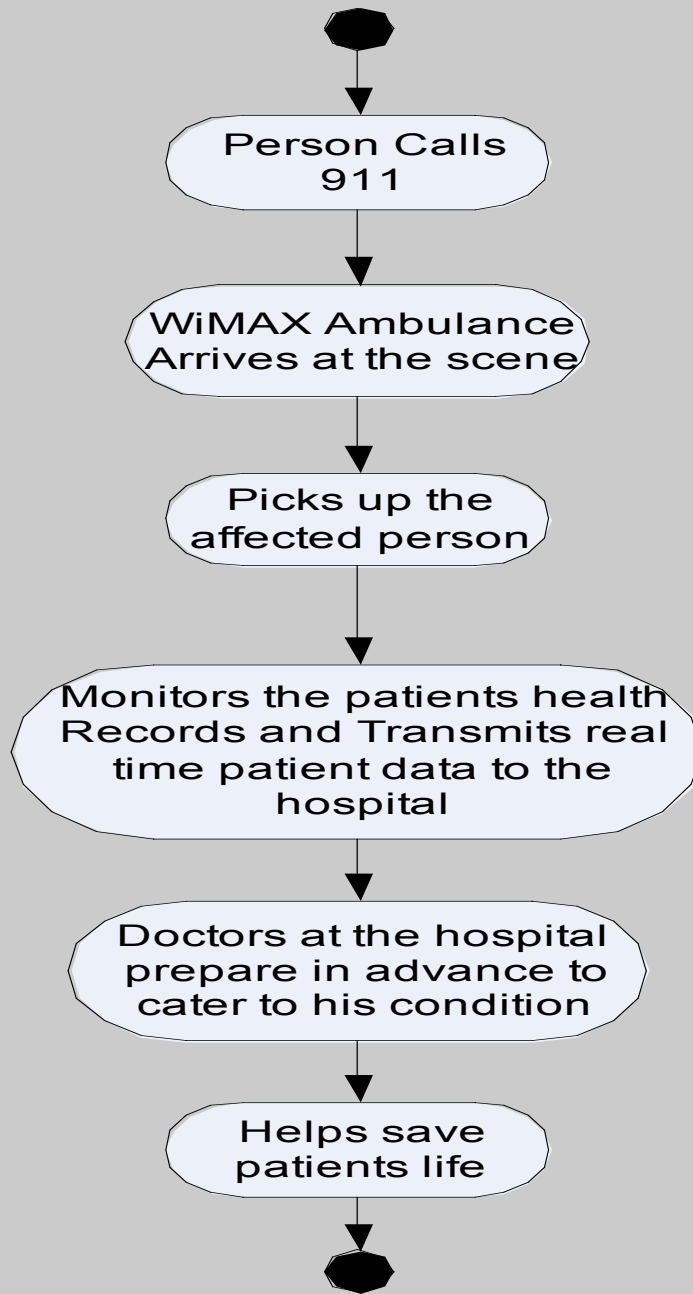 Person Calls
911
WiMAX Ambulance
Arrives at the scene
Picks up the
affected person
Monitors the patients health
Records and Transmits real
time patient data to the
hospital
Doctors at the hospital
prepare in advance to
cater to his condition
Helps save
patients life